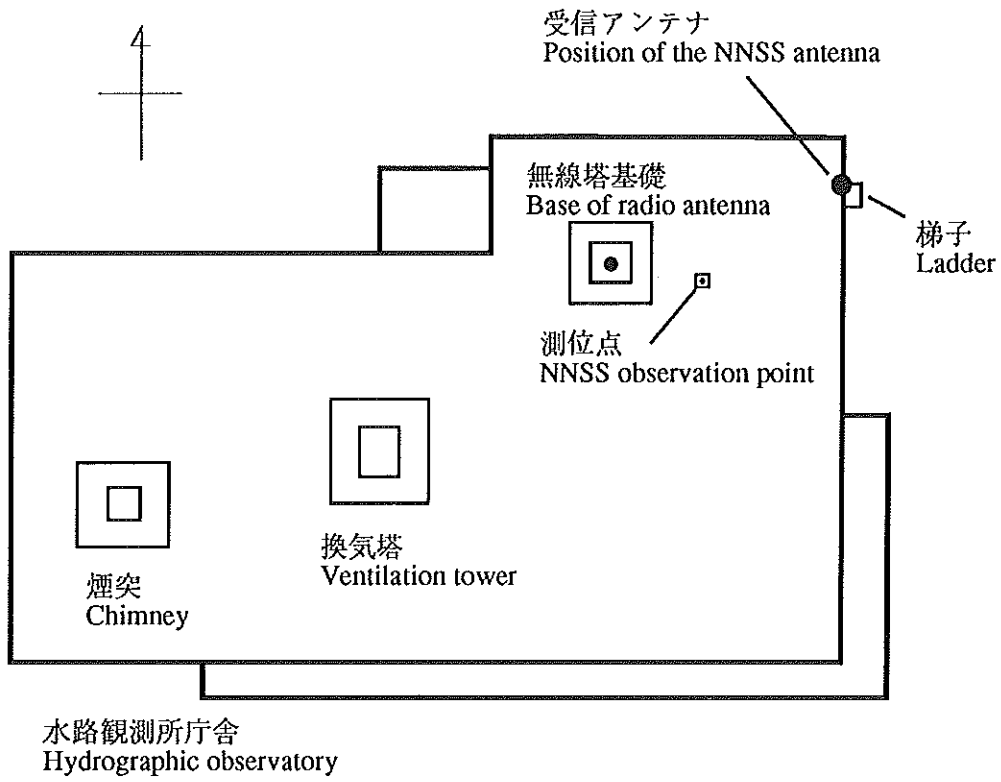 受信アンテナ
Position of the NNSS antenna
無線塔基礎
Base of radio antenna
梯子
Ladder
測位点
NNSS observation point
換気塔
Ventilation tower
煙突
Chimney
水路観測所庁舎
Hydrographic observatory